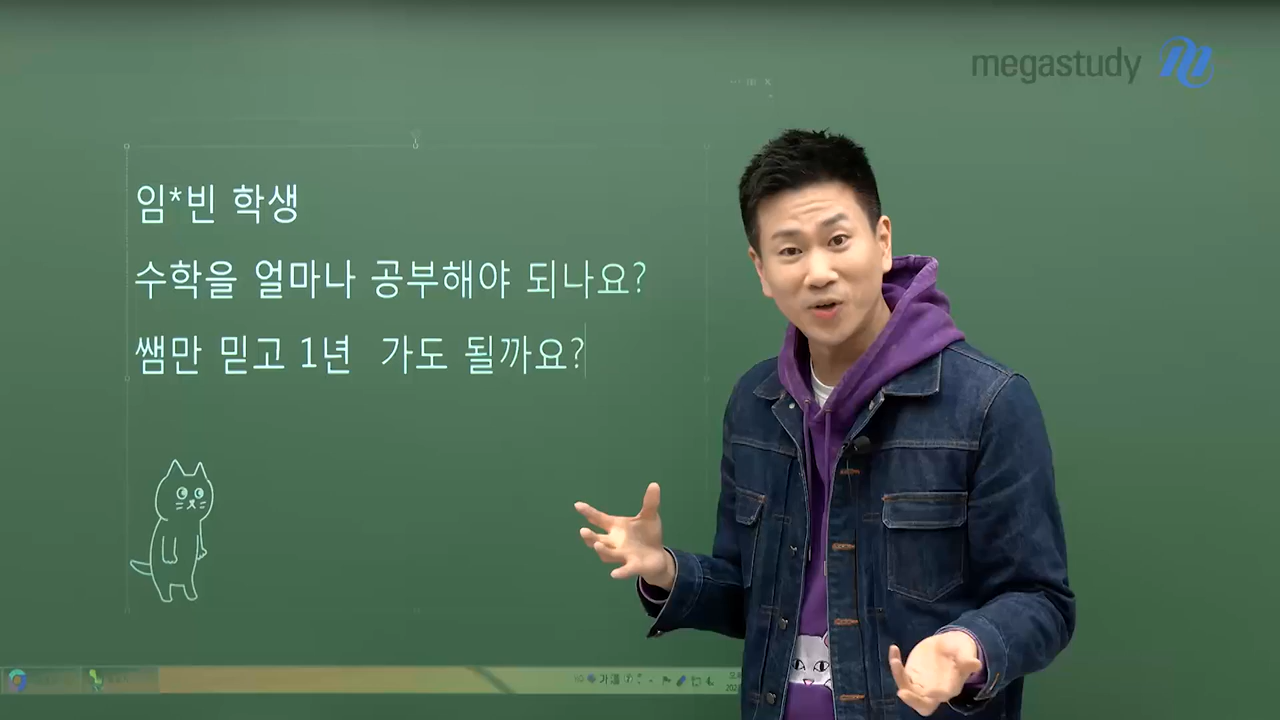 megastudy
임*빈 학생
수학을 얼마나 공부해야 되나요?
쌤만 믿고 1년 가도 될까요?